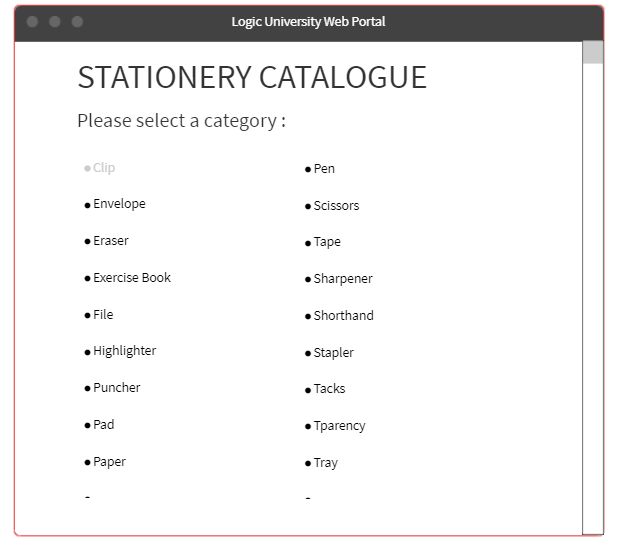 Logic University Web Portal
STATIONERY CATALOGUE
Please select a category :
Clip
Envelope
Eraser
Exercise Book
File
Highlighter
Puncher
Pad
Paper
-
Pen
Scissors
Tape
Sharpener
Shorthand
Stapler
Tacks
Tparency
Tray
-